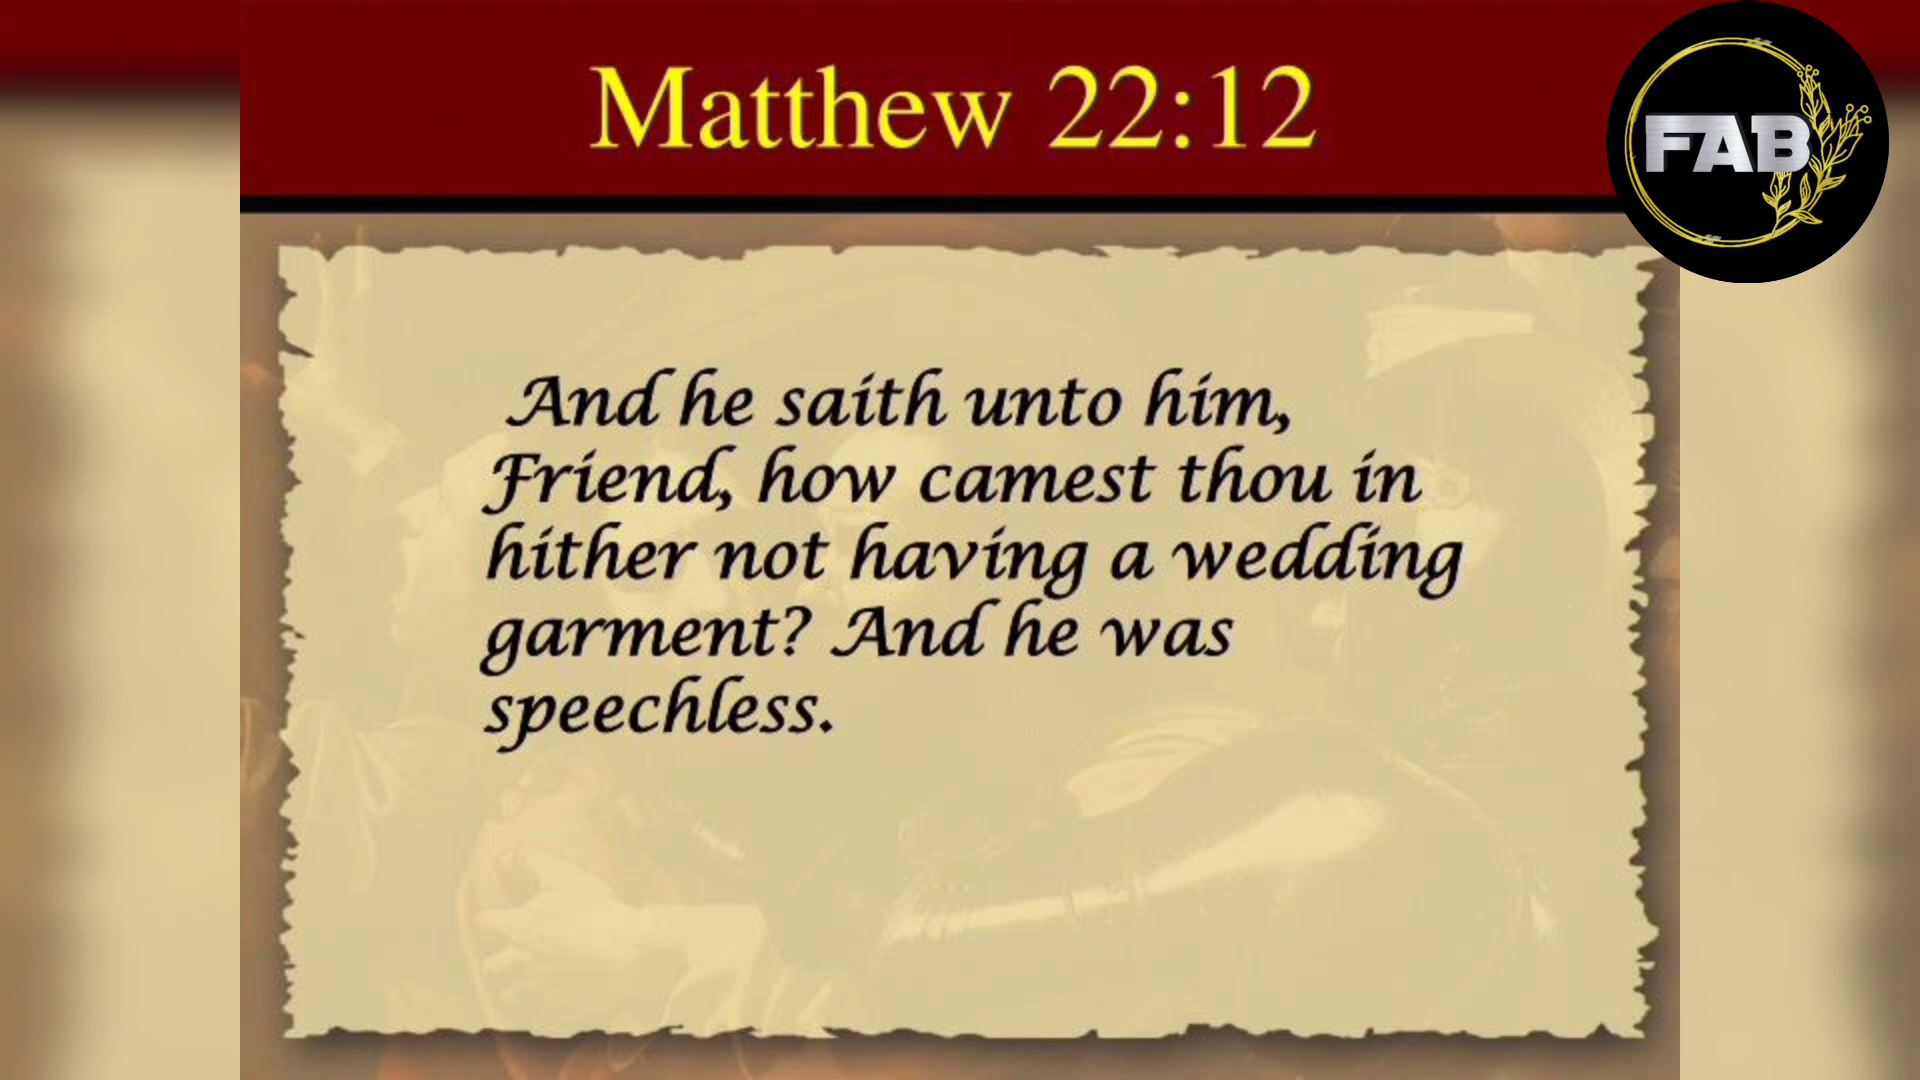 Matthew 22:12
FAB
And he saith unto him,
Friend, how camest thou in
hither not having a wedding
garment? And he was
speechless.